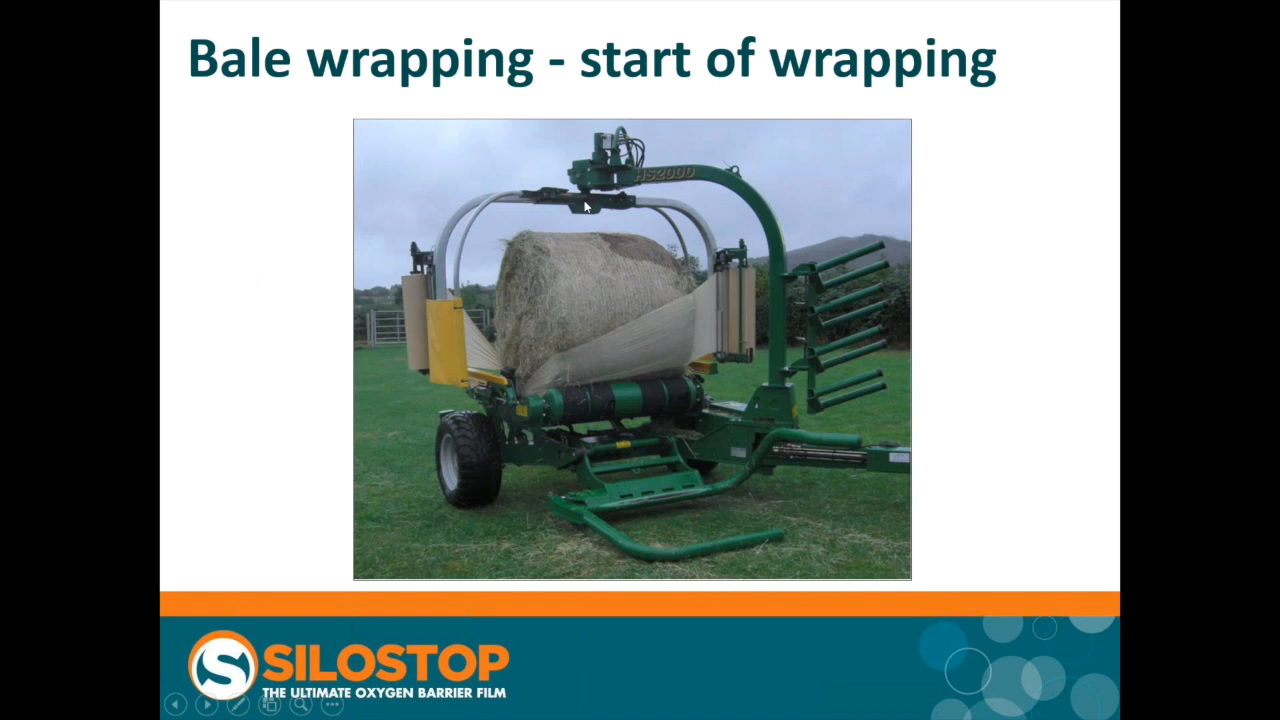 Bale wrapping - start of wrapping
HS2000
SILOSTOP
THE ULTIMATE OXYGEN BARRIER FILM